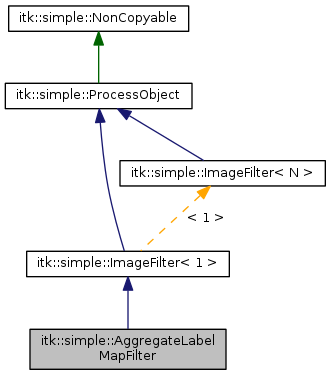 itk::simple::NonCopyable
itk::simple::ProcessObject
itk::simple::ImageFilter< N >
< 1 >
itk::simple::ImageFilter< 1 >
itk::simple::AggregateLabel
MapFilter